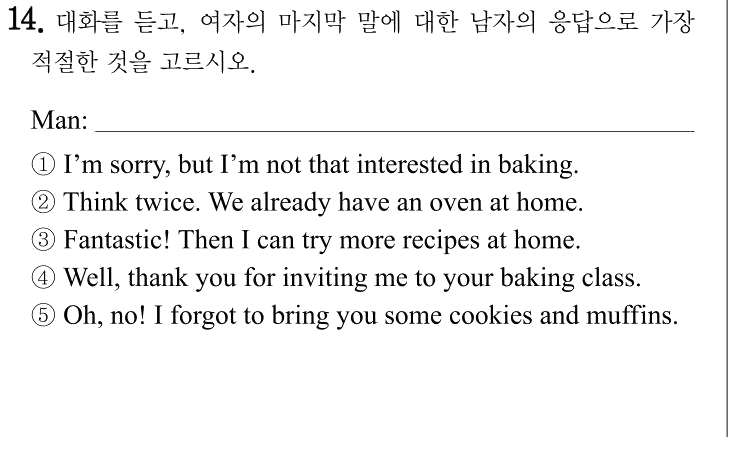 14. 대화를 듣고, 여자의 마지막 말에 대한 남자의 응답으로 가장
적절한 것을 고르시오.
Man: ____________________
① I'm sorry, but I'm not that interested in baking.
② Think twice. We already have an oven at home.
③ Fantastic! Then I can try more recipes at home.
④ Well, thank you for inviting me to your baking class.
⑤ Oh, no! I forgot to bring you some cookies and muffins.